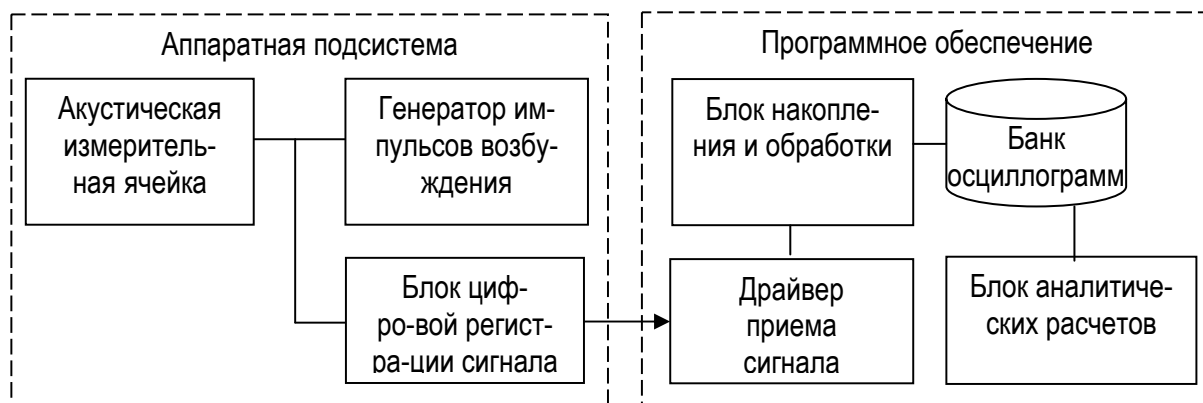 Аппаратная подсистема
Акустическая
измеритель-
ная ячейка
Генератор им-
пульсов возбу-
ждения
Блок циф-
ро-вой регист-
ра-ции сигнала
Программное обеспечение
Блок накопле-
ния и обработки
Банк
осциллограмм
Драйвер
приема
сигнала
Блок аналитиче-
ских расчетов